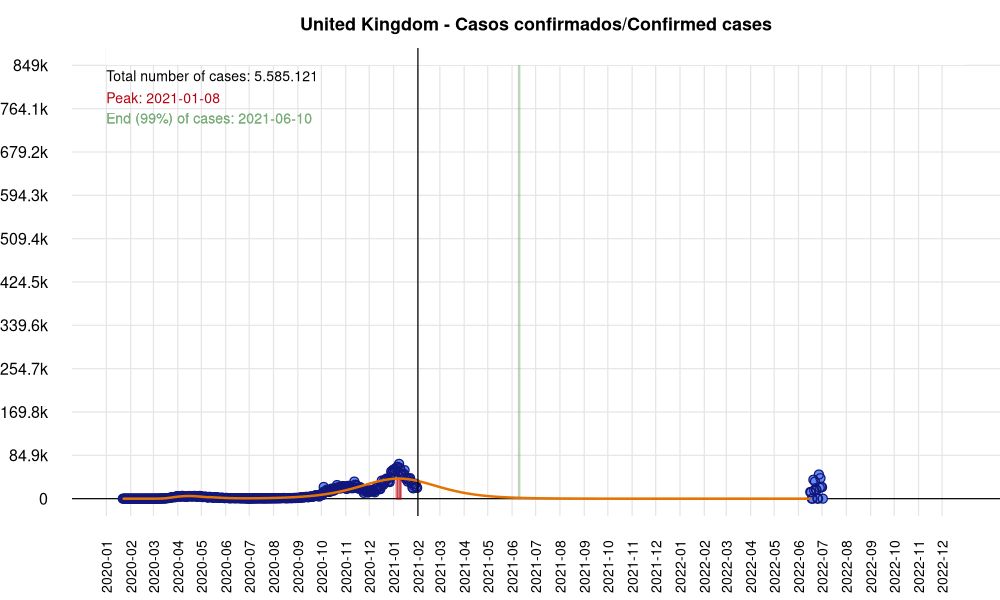 United Kingdom - Casos confirmados/Confirmed cases
849k
Total number of cases: 5.585.121
Peak: 2021-01-08
764.1k
End (99%) of cases: 2021-06-10
679.2k
594.3k
509.4k
424.5k
339.6k
254.7k
169.8k
84.9k
0
2020-01
2020-02
2020-03
2020-04
2020-05
2020-06
2020-07
2020-08
2020-09
2020-10
2020-11
2020-12
2021-01
2021-02
2021-03
2021-04
2021-05
2021-06
2021-07
2021-08
2021-09
2021-10
2021-11
2021-12
2022-01
2022-02
2022-03
2022-04
2022-05
2022-06
2022-07
2022-08
2022-09
2022-10
2022-11
2022-12